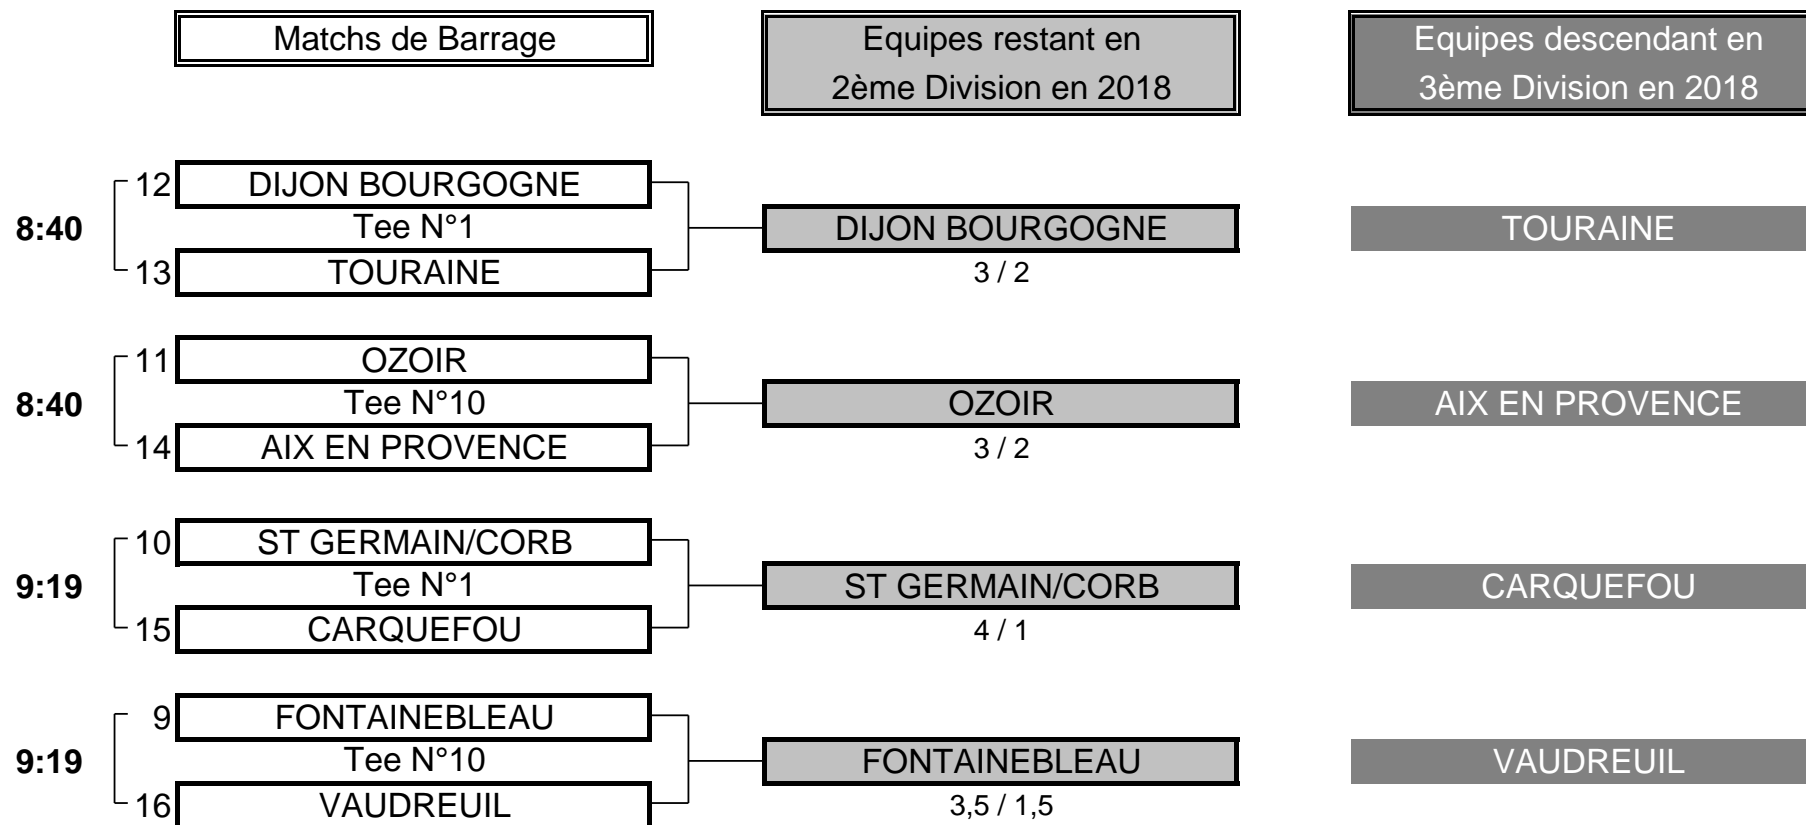 Matchs de Barrage
Equipes restant en
2ème Division en 2018
Equipes descendant en
3ème Division en 2018
12 DIJON BOURGOGNE
8:40 Tee N°1 DIJON BOURGOGNE TOURAINE
13 TOURAINE 3 / 2
11 OZOIR
8:40 Tee N°10 OZOIR AIX EN PROVENCE
14 AIX EN PROVENCE 3 / 2
10 ST GERMAIN/CORB
9:19 Tee N°1 ST GERMAIN/CORB CARQUEFOU
15 CARQUEFOU 4 / 1
9 FONTAINEBLEAU
9:19 Tee N°10 FONTAINEBLEAU VAUDREUIL
16 VAUDREUIL 3,5 / 1,5